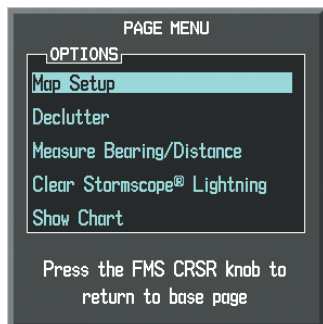 PAGE MENU
OPTIONS
Map Setup
Declutter
Measure Bearing/Distance
Clear Stormscope® Lightning
Show Chart
Press the FMS CRSR knob to
return to base page